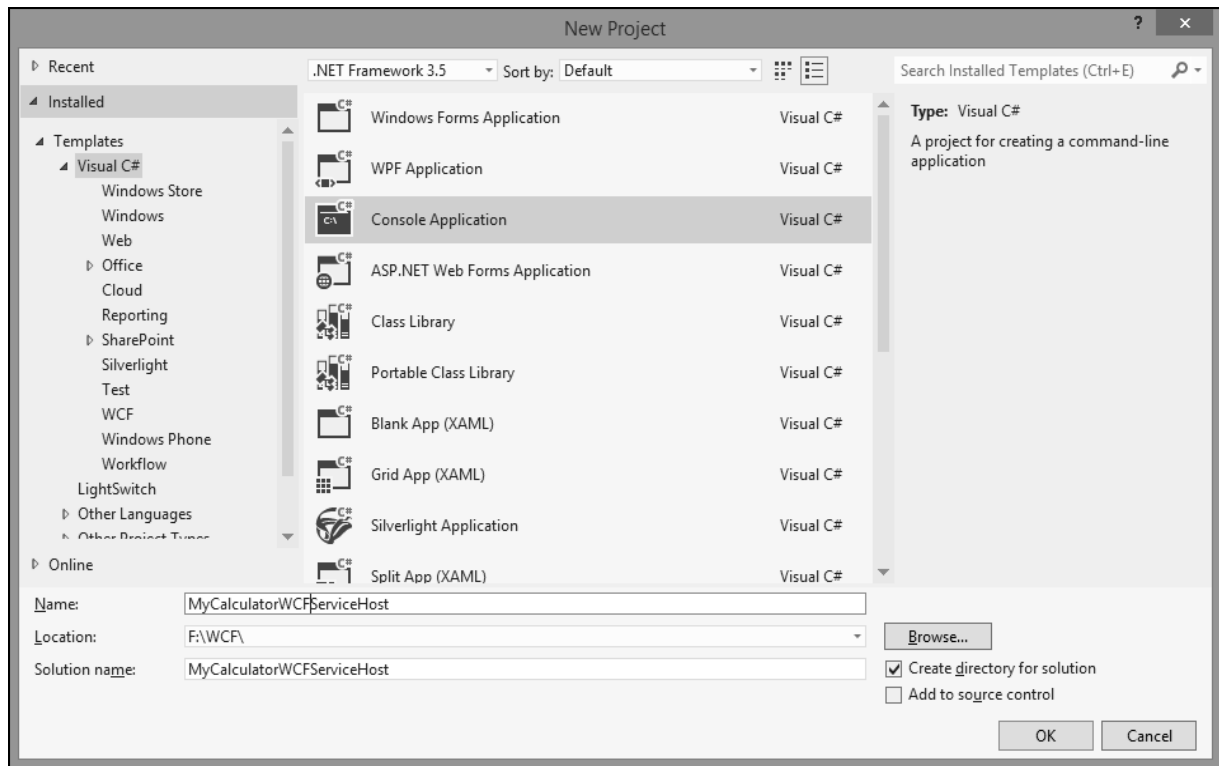 New Project
?
×
Recent
.NET Framework 3.5 Sort by: Default
Search Installed Templates (Ctrl+E)
Installed
Templates
Visual C#
Windows Store
Windows
Web
Office
Cloud
Reporting
SharePoint
Silverlight
Test
WCF
Windows Phone
Workflow
LightSwitch
Other Languages
Other Project Types
Online
Windows Forms Application Visual C#
WPF Application Visual C#
Console Application Visual C#
ASP.NET Web Forms Application Visual C#
Class Library Visual C#
Portable Class Library Visual C#
Blank App (XAML) Visual C#
Grid App (XAML) Visual C#
Silverlight Application Visual C#
Split App (XAML) Visual C#
Type: Visual C#
A project for creating a command-line
application
Name: MyCalculatorWCFServiceHost
Location: F:\WCF\
Browse...
Solution name: MyCalculatorWCFServiceHost
Create directory for solution
Add to source control
OK Cancel